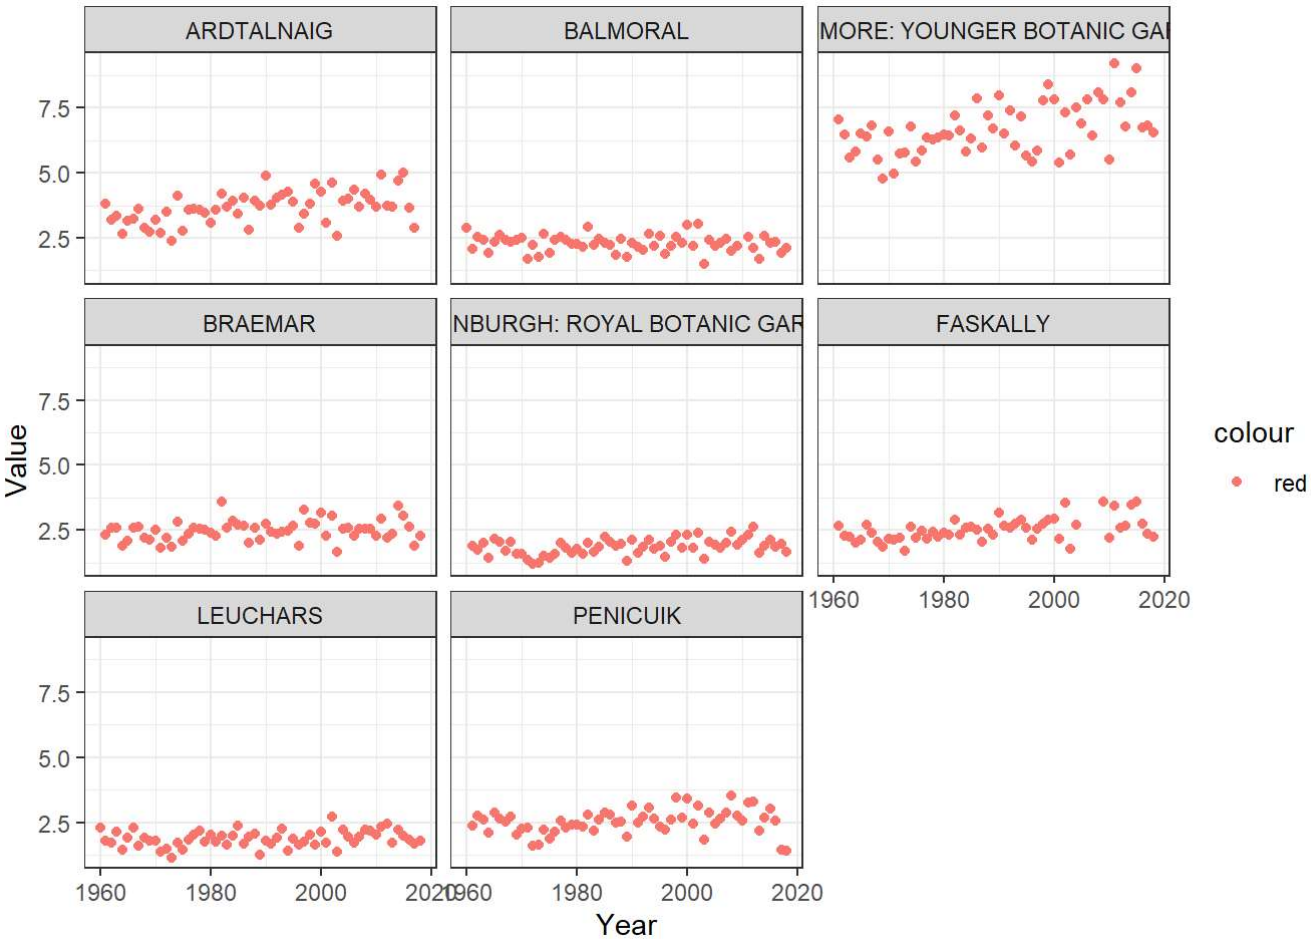 ARDTALNAIG
BALMORAL
MORE: YOUNGER BOTANIC GAR
7.5
5.0
2.5
BRAEMAR
NBURGH: ROYAL BOTANIC GAR
FASKALLY
7.5
5.0
2.5
1960 1980 2000 2020
LEUCHARS
PENICUIK
7.5
5.0
2.5
1960 1980 2000 2020
1960 1980 2000 2020
Value
Year
colour
red